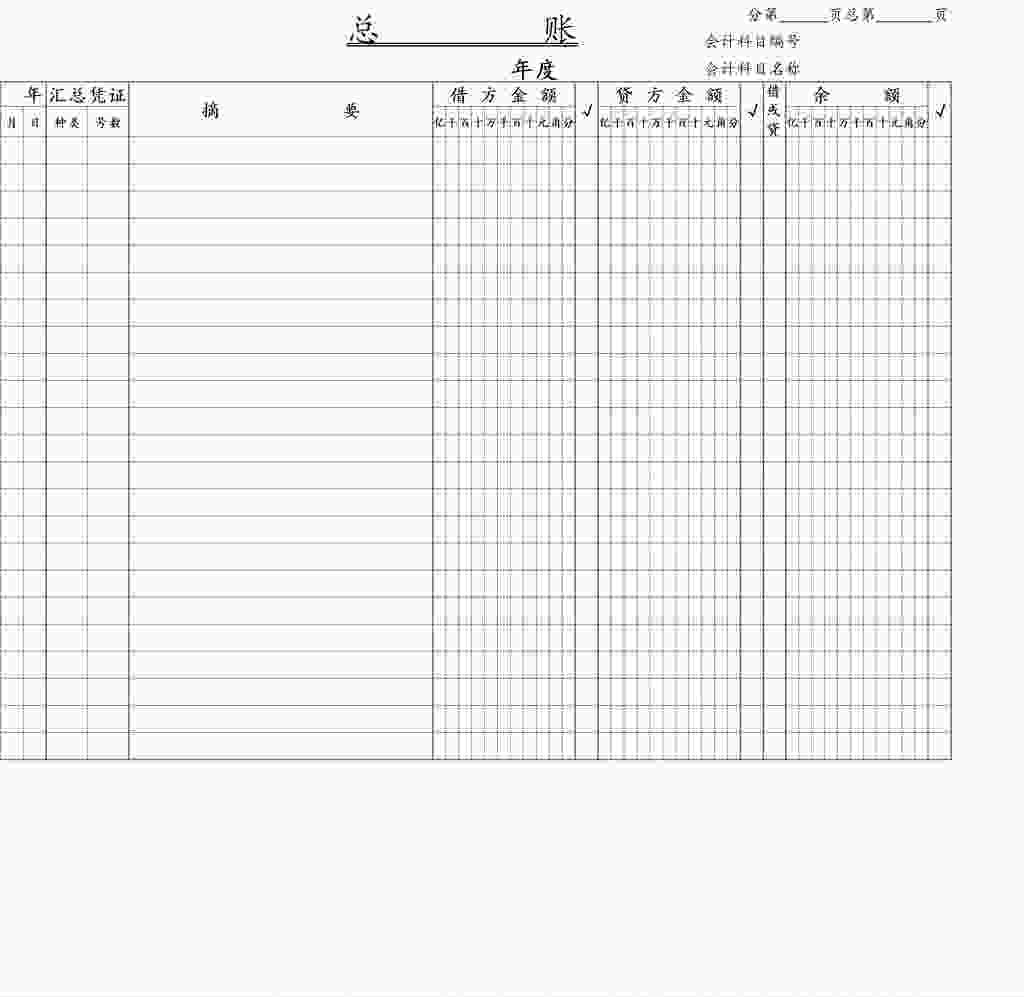 分第______页总第_______页
总 账
会计科目编号
年度
会计科目名称
年 汇总凭证 摘 要 借方金额 √ 贷方金额 √ 借或贷 余 额 √
月 日 种类 号数 亿千百十万千百十元角分 亿千百十万千百十元角分 亿千百十万千百十元角分